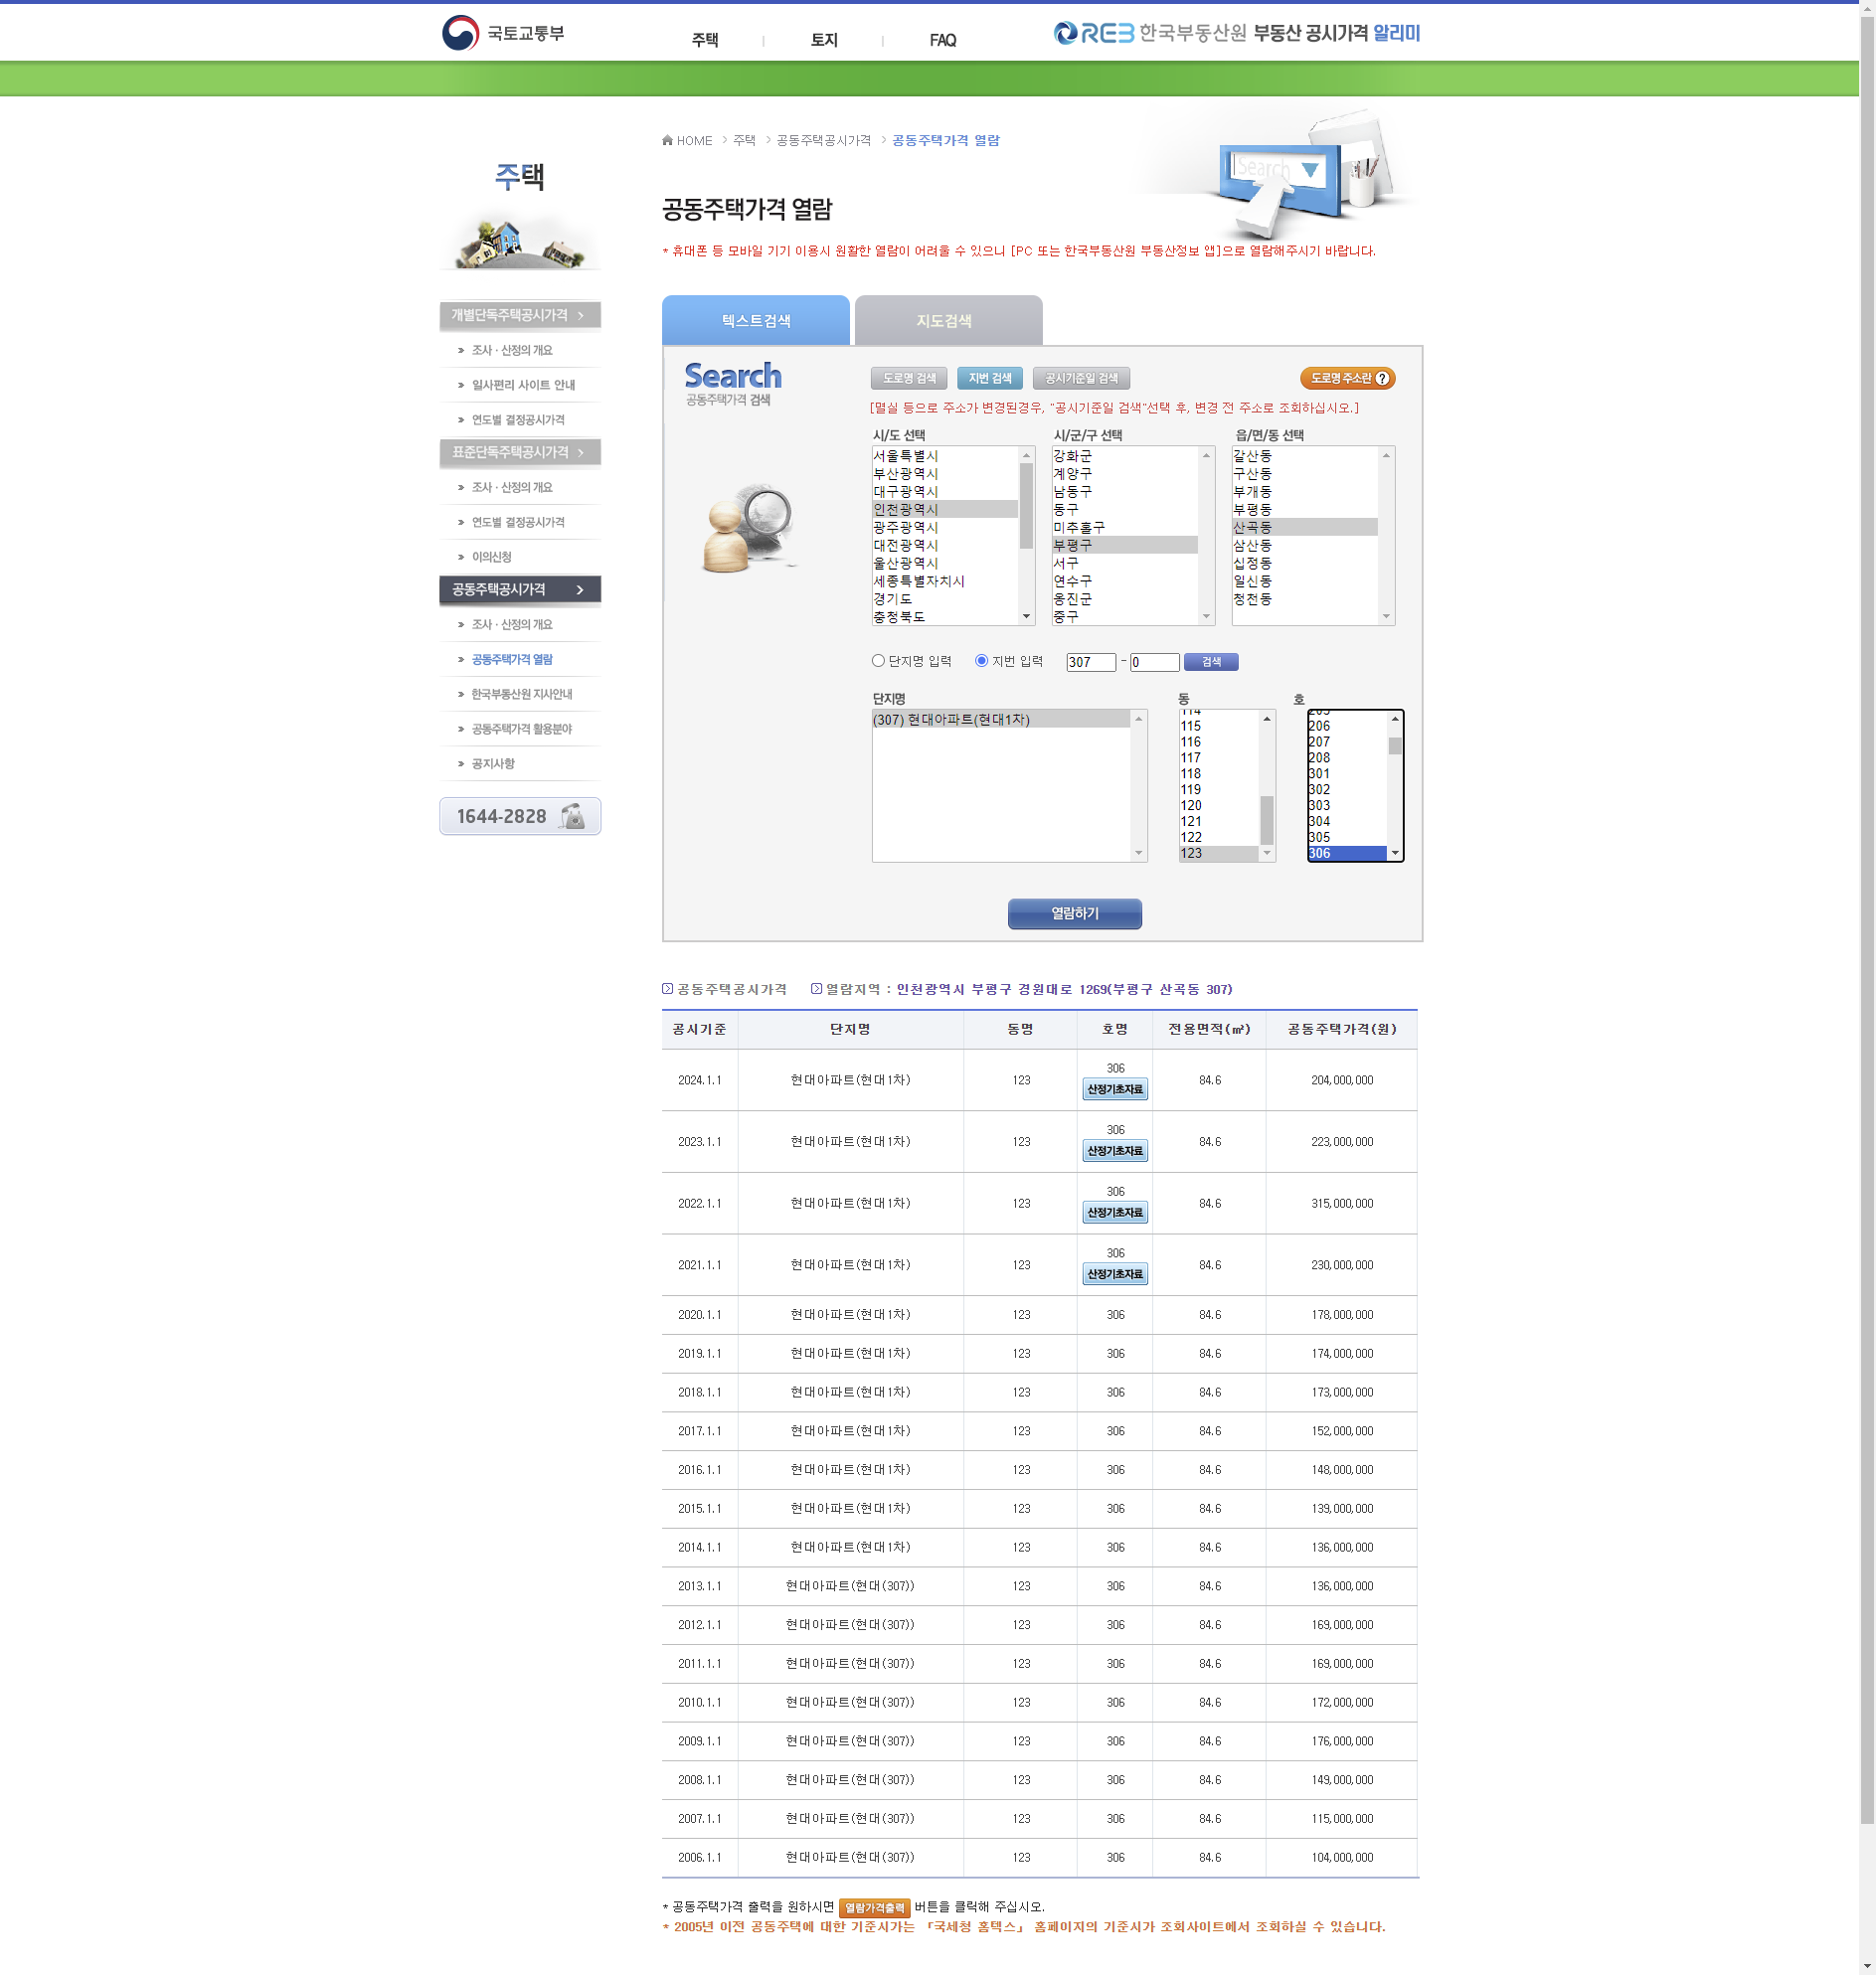 국토교통부
주택
토지
FAQ
REB 한국부동산원 부동산 공시가격 알리미
HOME > 주택 > 공동주택공시가격 > 공동주택가격 열람
Search
주택
공동주택가격 열람
* 휴대폰 등 모바일 기기 이용시 원활한 열람이 어려울 수 있으니 [PC 또는 한국부동산원 부동산정보 앱]으로 열람해주시기 바랍니다.
개별단독주택공시가격
조사 · 산정의 개요
일사편리 사이트 안내
연도별 결정공시가격
표준단독주택공시가격
조사 · 산정의 개요
연도별 결정공시가격
이의신청
공동주택공시가격
조사 · 산정의 개요
공동주택가격 열람
한국부동산원 지사안내
공동주택가격 활용분야
공지사항
1644-2828
텍스트검색
지도검색
Search
공동주택가격 검색
도로명 검색
지번 검색
공시기준일 검색
도로명 주소란 ?
[멸실 등으로 주소가 변경된경우, "공시기준일 검색"선택 후, 변경 전 주소로 조회하십시오.]
시/도 선택
서울특별시
부산광역시
대구광역시
인천광역시
광주광역시
대전광역시
울산광역시
세종특별자치시
경기도
충청북도
시/군/구 선택
강화군
계양구
남동구
동구
미추홀구
부평구
서구
연수구
옹진군
중구
읍/면/동 선택
갈산동
구산동
부개동
부평동
산곡동
삼산동
십정동
일신동
청천동
단지명 입력
지번 입력
307 - 0
검색
단지명
(307) 현대아파트(현대1차)
동
114
115
116
117
118
119
120
121
122
123
호
205
206
207
208
301
302
303
304
305
306
열람하기
공동주택공시가격
열람지역 : 인천광역시 부평구 경원대로 1269(부평구 산곡동 307)
공시기준 단지명 동명 호명 전용면적(㎡) 공동주택가격(원)
2024.1.1 현대아파트(현대1차) 123 306 산정기초자료 84.6 204,000,000
2023.1.1 현대아파트(현대1차) 123 306 산정기초자료 84.6 223,000,000
2022.1.1 현대아파트(현대1차) 123 306 산정기초자료 84.6 315,000,000
2021.1.1 현대아파트(현대1차) 123 306 산정기초자료 84.6 230,000,000
2020.1.1 현대아파트(현대1차) 123 306 84.6 178,000,000
2019.1.1 현대아파트(현대1차) 123 306 84.6 174,000,000
2018.1.1 현대아파트(현대1차) 123 306 84.6 173,000,000
2017.1.1 현대아파트(현대1차) 123 306 84.6 152,000,000
2016.1.1 현대아파트(현대1차) 123 306 84.6 148,000,000
2015.1.1 현대아파트(현대1차) 123 306 84.6 139,000,000
2014.1.1 현대아파트(현대1차) 123 306 84.6 136,000,000
2013.1.1 현대아파트(현대(307)) 123 306 84.6 136,000,000
2012.1.1 현대아파트(현대(307)) 123 306 84.6 169,000,000
2011.1.1 현대아파트(현대(307)) 123 306 84.6 169,000,000
2010.1.1 현대아파트(현대(307)) 123 306 84.6 172,000,000
2009.1.1 현대아파트(현대(307)) 123 306 84.6 176,000,000
2008.1.1 현대아파트(현대(307)) 123 306 84.6 149,000,000
2007.1.1 현대아파트(현대(307)) 123 306 84.6 115,000,000
2006.1.1 현대아파트(현대(307)) 123 306 84.6 104,000,000
* 공동주택가격 출력을 원하시면 열람가격출력 버튼을 클릭해 주십시오.
* 2005년 이전 공동주택에 대한 기준시가는 「국세청 홈텍스」 홈페이지의 기준시가 조회사이트에서 조회하실 수 있습니다.